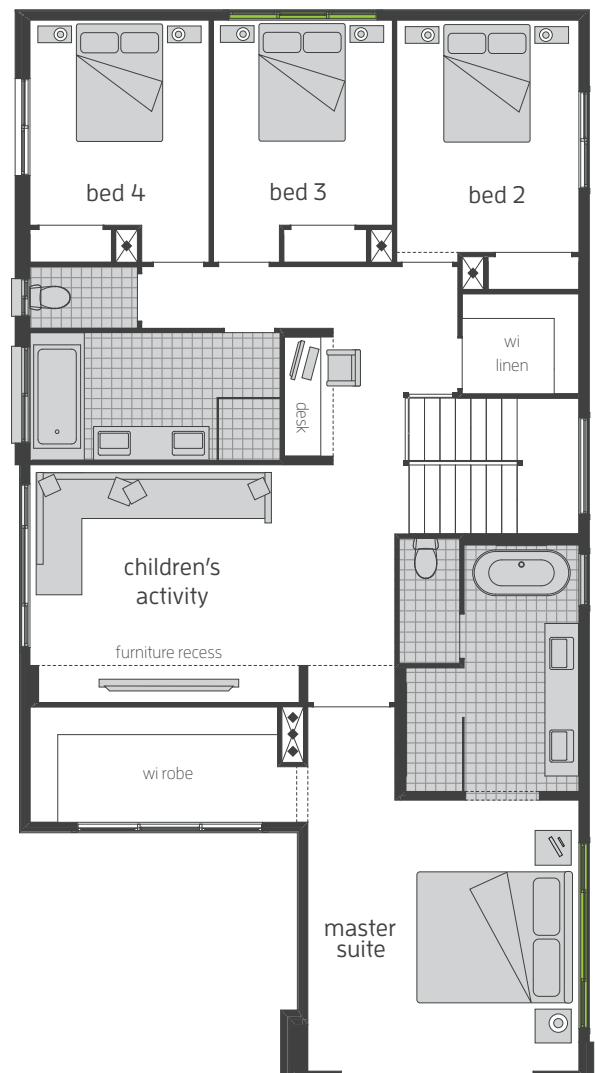 bed 4
bed 3
bed 2
wi
linen
desk
children's
activity
furniture recess
wi robe
master
suite